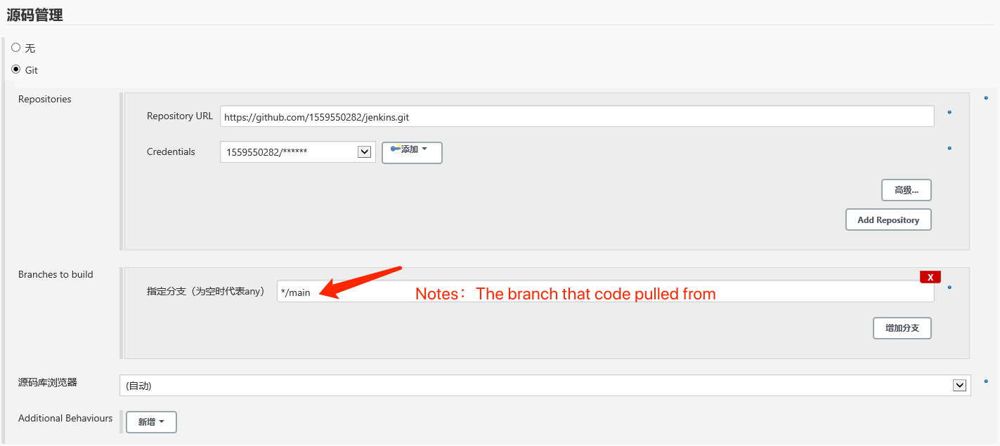 源码管理
无
Git
Repositories
Repository URL
https://github.com/1559550282/jenkins.git
Credentials
1559550282/******
添加
高级...
Add Repository
Branches to build
指定分支（为空时代表any）
*/main
Notes：The branch that code pulled from
X
增加分支
源码库浏览器
(自动)
Additional Behaviours
新增